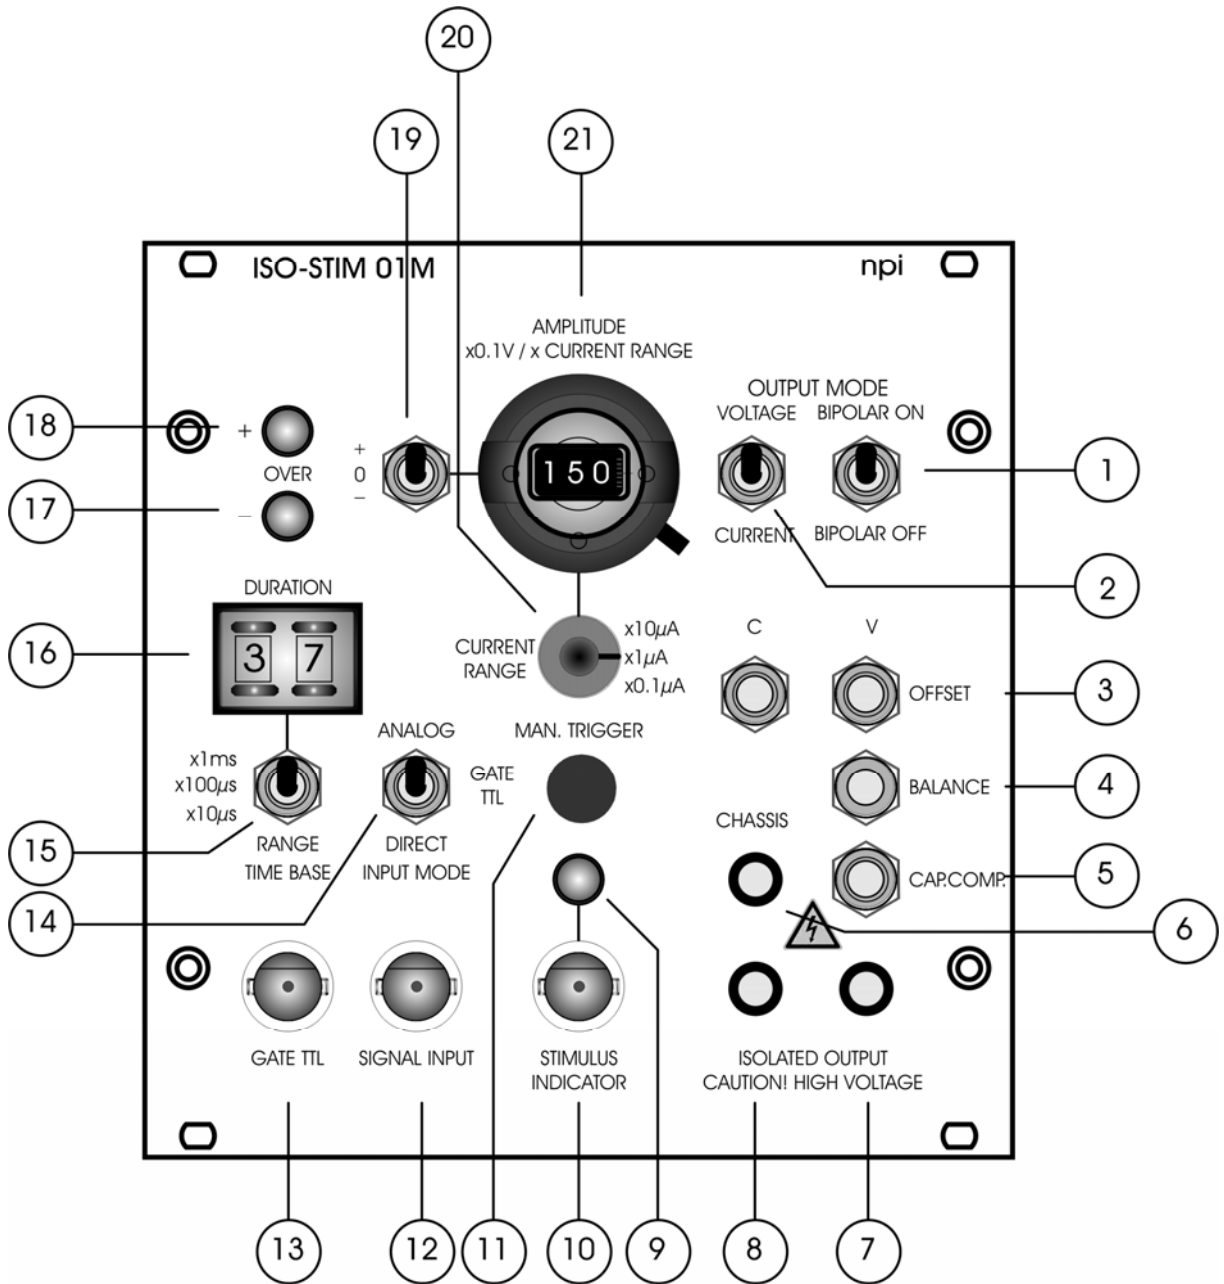 20
19
21
ISO-STIM 01M
npi
AMPLITUDE
x0.1V / x CURRENT RANGE
OUTPUT MODE
VOLTAGE
BIPOLAR ON
18
+
OVER
17
–
+
0
–
150
1
CURRENT
BIPOLAR OFF
2
DURATION
16
3 7
CURRENT
RANGE
x10µA
x1µA
x0.1µA
C
V
OFFSET
3
x1ms
x100µs
x10µs
ANALOG
MAN. TRIGGER
GATE
TTL
BALANCE
4
15
RANGE
TIME BASE
DIRECT
INPUT MODE
CHASSIS
CAP.COMP.
5
14
6
GATE TTL
SIGNAL INPUT
STIMULUS
INDICATOR
ISOLATED OUTPUT
CAUTION! HIGH VOLTAGE
13
12
11
10
9
8
7